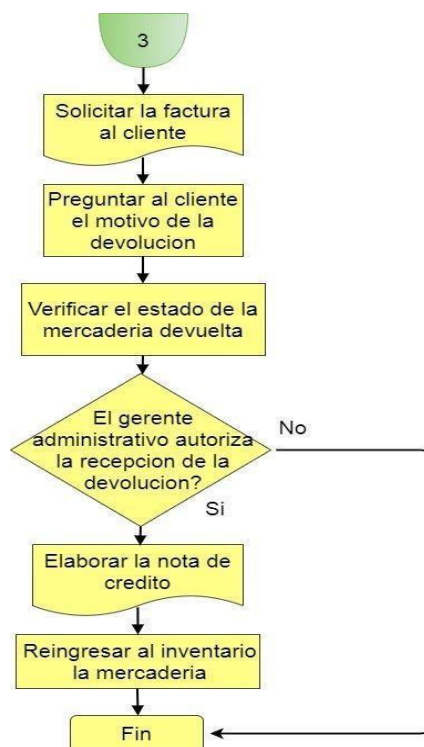 3
Solicitar la factura
al cliente
Preguntar al cliente
el motivo de la
devolucion
Verificar el estado de la
mercaderia devuelta
El gerente
administrativo autoriza
la recepcion de la
devolucion?
No
Si
Elaborar la nota de
credito
Reingresar al inventario
la mercaderia
Fin